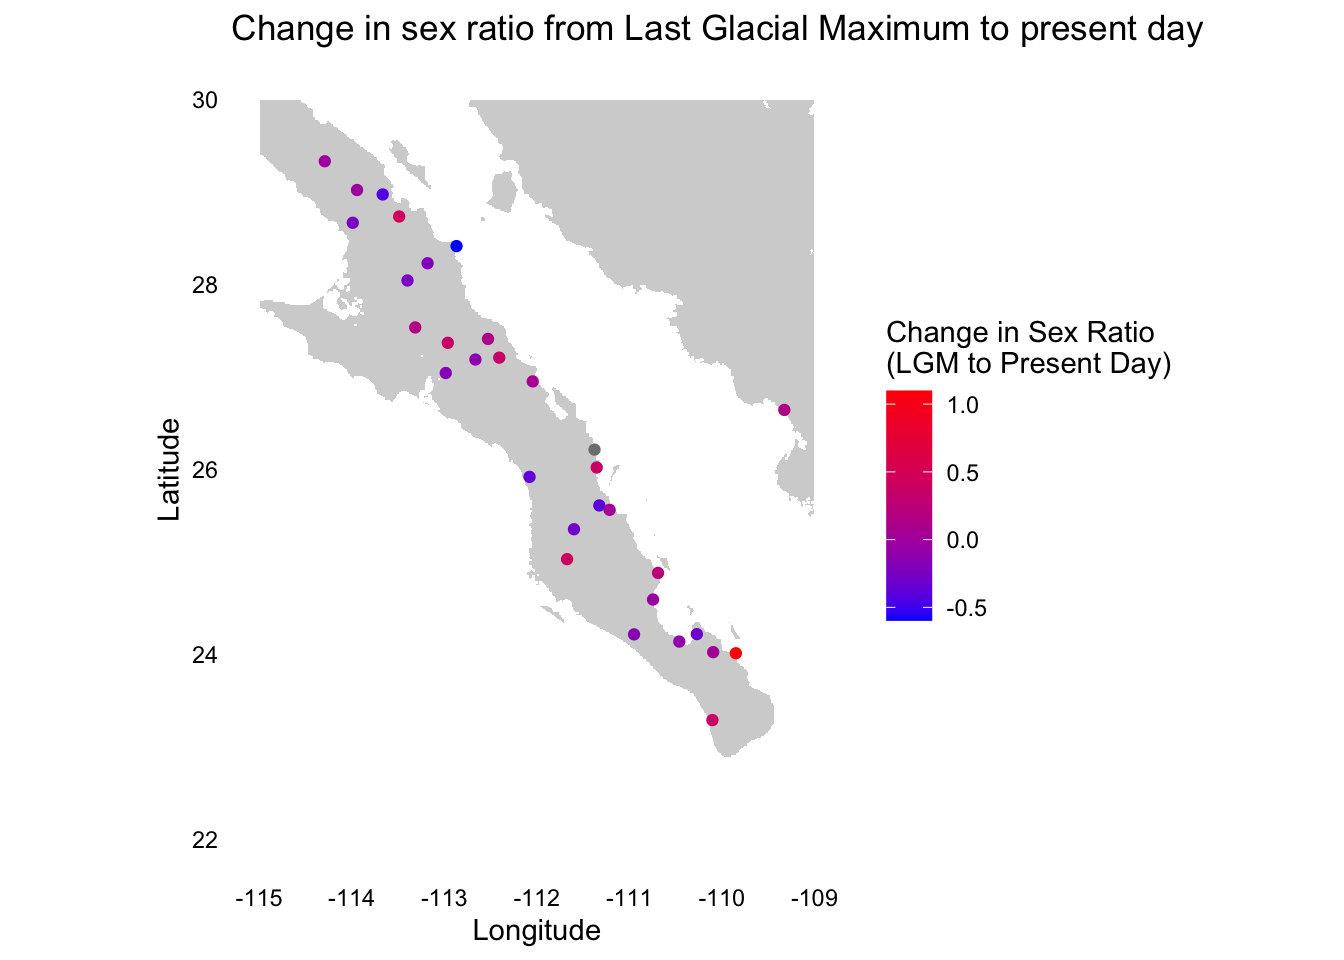 Change in sex ratio from Last Glacial Maximum to present day
30
28
26
24
22
Latitude
-115 -114 -113 -112 -111 -110 -109
Longitude
Change in Sex Ratio
(LGM to Present Day)
1.0
0.5
0.0
-0.5